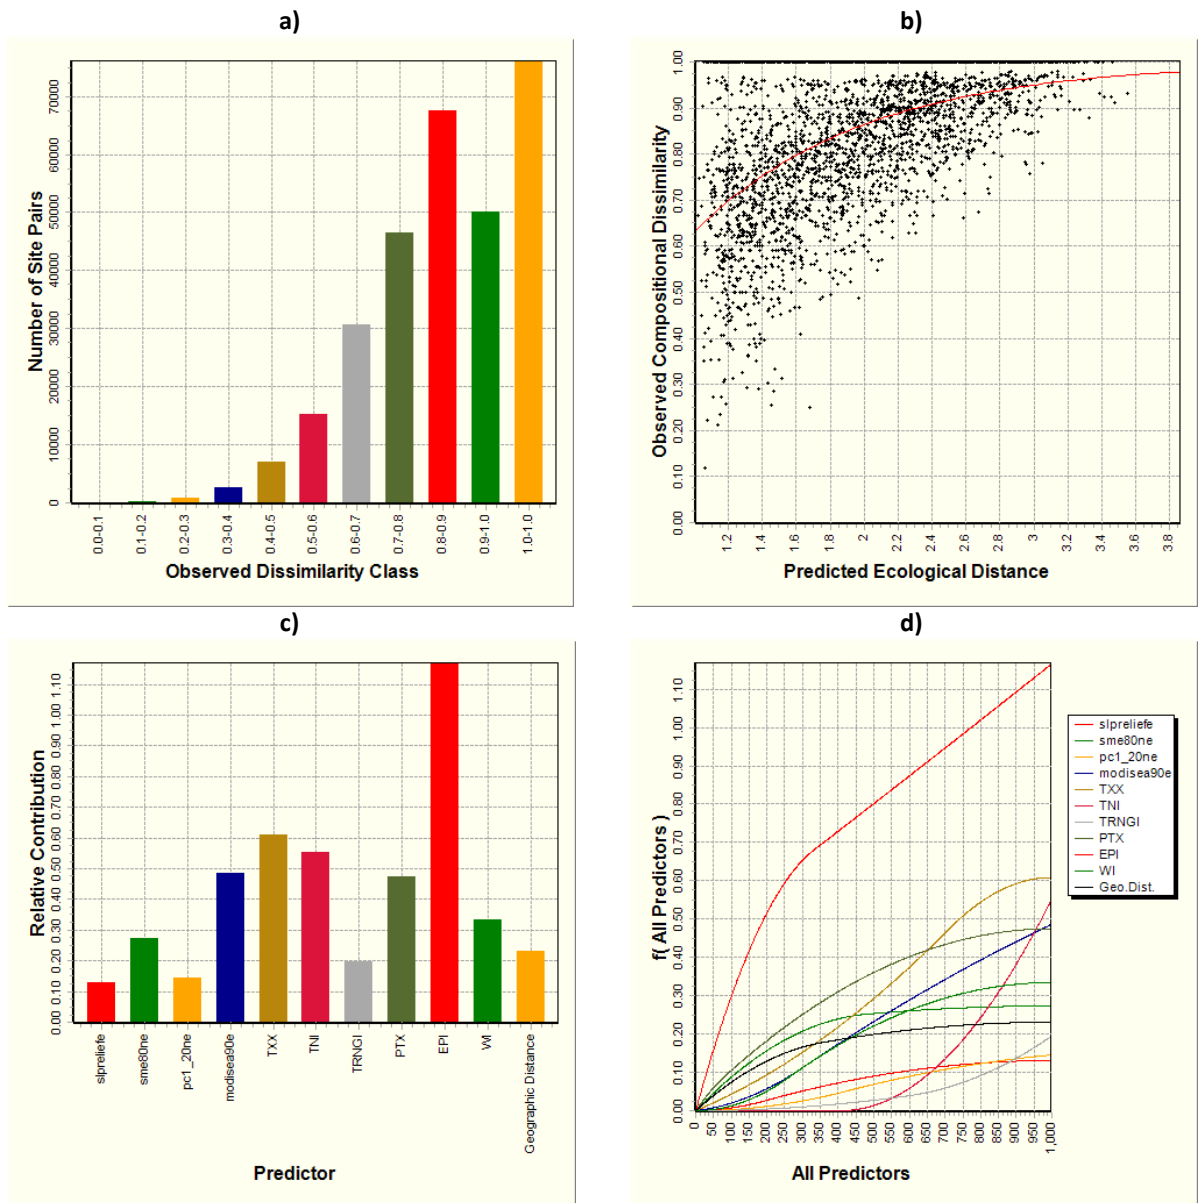 a)
Number of Site Pairs
0 10000 20000 30000 40000 50000 60000 70000
0.0-0.1 0.1-0.2 0.2-0.3 0.3-0.4 0.4-0.5 0.5-0.6 0.6-0.7 0.7-0.8 0.8-0.9 0.9-1.0 1.0-1.0
Observed Dissimilarity Class
b)
Observed Compositional Dissimilarity
0.00 0.10 0.20 0.30 0.40 0.50 0.60 0.70 0.80 0.90 1.00
1.2 1.4 1.6 1.8 2 2.2 2.4 2.6 2.8 3 3.2 3.4 3.6 3.8
Predicted Ecological Distance
c)
Relative Contribution
0.00 0.10 0.20 0.30 0.40 0.50 0.60 0.70 0.80 0.90 1.00 1.10
slpreliefe sme80ne pc1_20ne modisea90e TXX TNI TRNGI PTX EPI WI Geographic Distance
Predictor
d)
f( All Predictors )
0.00 0.10 0.20 0.30 0.40 0.50 0.60 0.70 0.80 0.90 1.00 1.10
0 50 100 150 200 250 300 350 400 450 500 550 600 650 700 750 800 850 900 950 1,000
All Predictors
slpreliefe
sme80ne
pc1_20ne
modisea90e
TXX
TNI
TRNGI
PTX
EPI
WI
Geo.Dist.